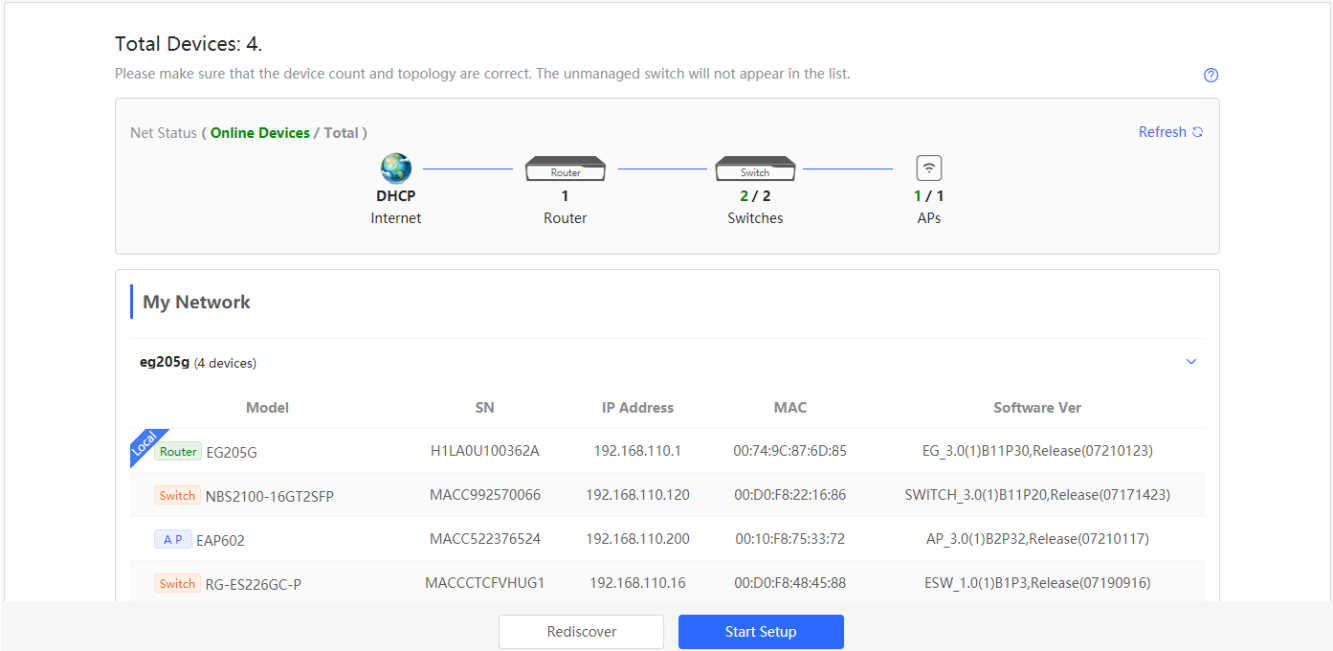 Total Devices: 4.
Please make sure that the device count and topology are correct. The unmanaged switch will not appear in the list.
Net Status ( Online Devices / Total )
Refresh
Router
Switch
DHCP
1
2 / 2
1 / 1
Internet
Router
Switches
APs
My Network
eg205g (4 devices)
Model SN IP Address MAC Software Ver
Local
Router EG205G H1LA0U100362A 192.168.110.1 00:74:9C:87:6D:85 EG_3.0(1)B11P30,Release(07210123)
Switch NBS2100-16GT2SFP MACC992570066 192.168.110.120 00:D0:F8:22:16:86 SWITCH_3.0(1)B11P20,Release(07171423)
A P EAP602 MACC522376524 192.168.110.200 00:10:F8:75:33:72 AP_3.0(1)B2P32,Release(07210117)
Switch RG-ES226GC-P MACCCTCFVHUG1 192.168.110.16 00:D0:F8:48:45:88 ESW_1.0(1)B1P3,Release(07190916)
Rediscover
Start Setup